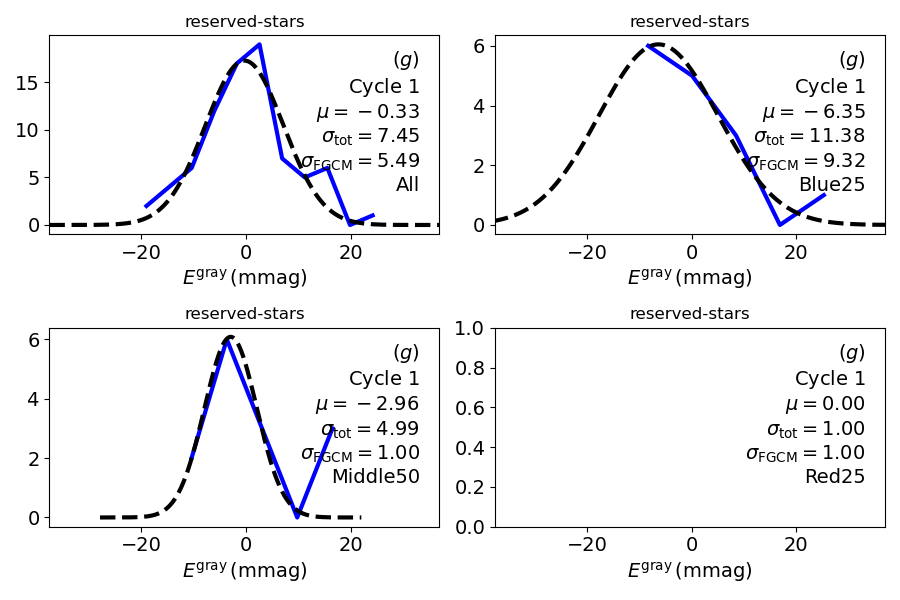 reserved-stars
(g)
Cycle 1
μ = −0.33
σtot = 7.45
σFGCM = 5.49
All
15
10
5
0
−20 0 20
Egray (mmag)
reserved-stars
(g)
Cycle 1
μ = −6.35
σtot = 11.38
σFGCM = 9.32
Blue25
6
4
2
0
−20 0 20
Egray (mmag)
reserved-stars
(g)
Cycle 1
μ = −2.96
σtot = 4.99
σFGCM = 1.00
Middle50
6
4
2
0
−20 0 20
Egray (mmag)
reserved-stars
(g)
Cycle 1
μ = 0.00
σtot = 1.00
σFGCM = 1.00
Red25
1.0
0.8
0.6
0.4
0.2
0.0
−20 0 20
Egray (mmag)